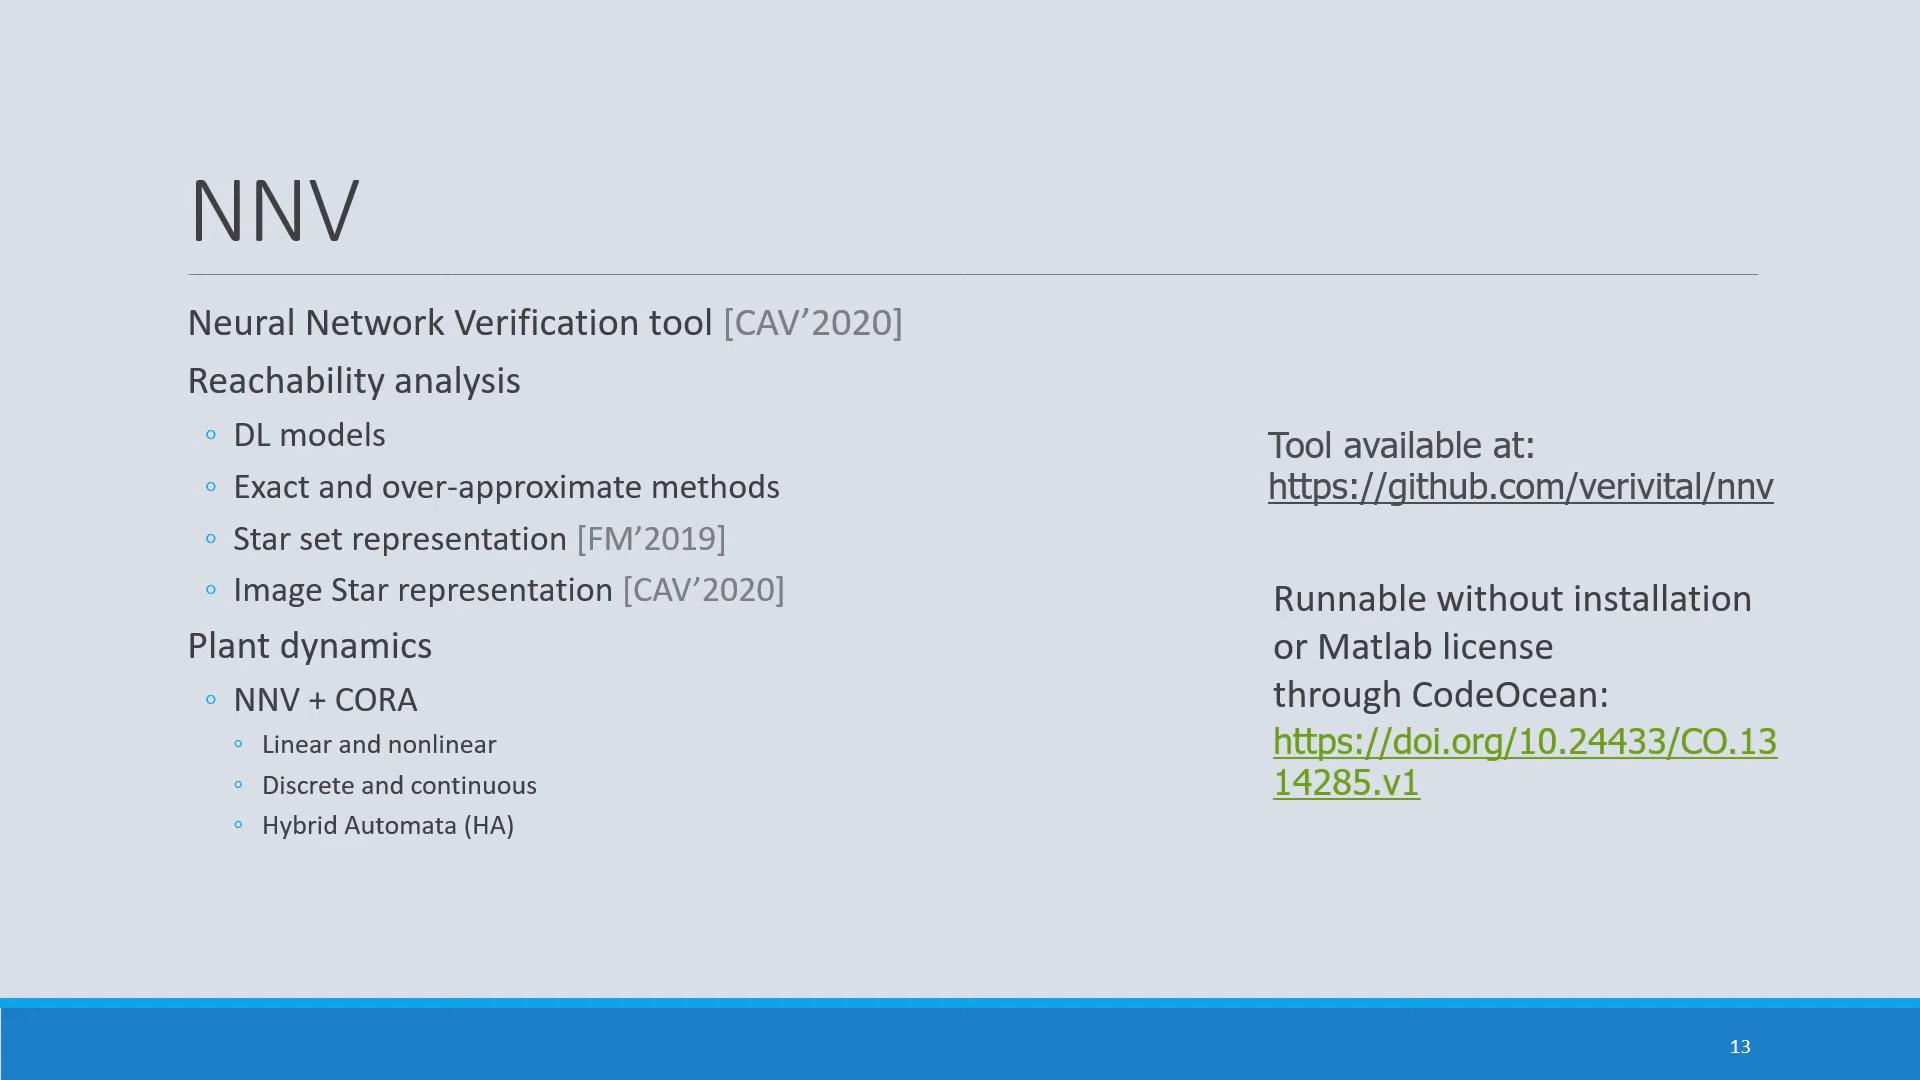 NNV
Neural Network Verification tool [CAV’2020]
Reachability analysis
◦ DL models
◦ Exact and over-approximate methods
◦ Star set representation [FM’2019]
◦ Image Star representation [CAV’2020]
Plant dynamics
◦ NNV + CORA
◦ Linear and nonlinear
◦ Discrete and continuous
◦ Hybrid Automata (HA)
Tool available at:
https://github.com/verivital/nnv
Runnable without installation
or Matlab license
through CodeOcean:
https://doi.org/10.24433/CO.13
14285.v1
13